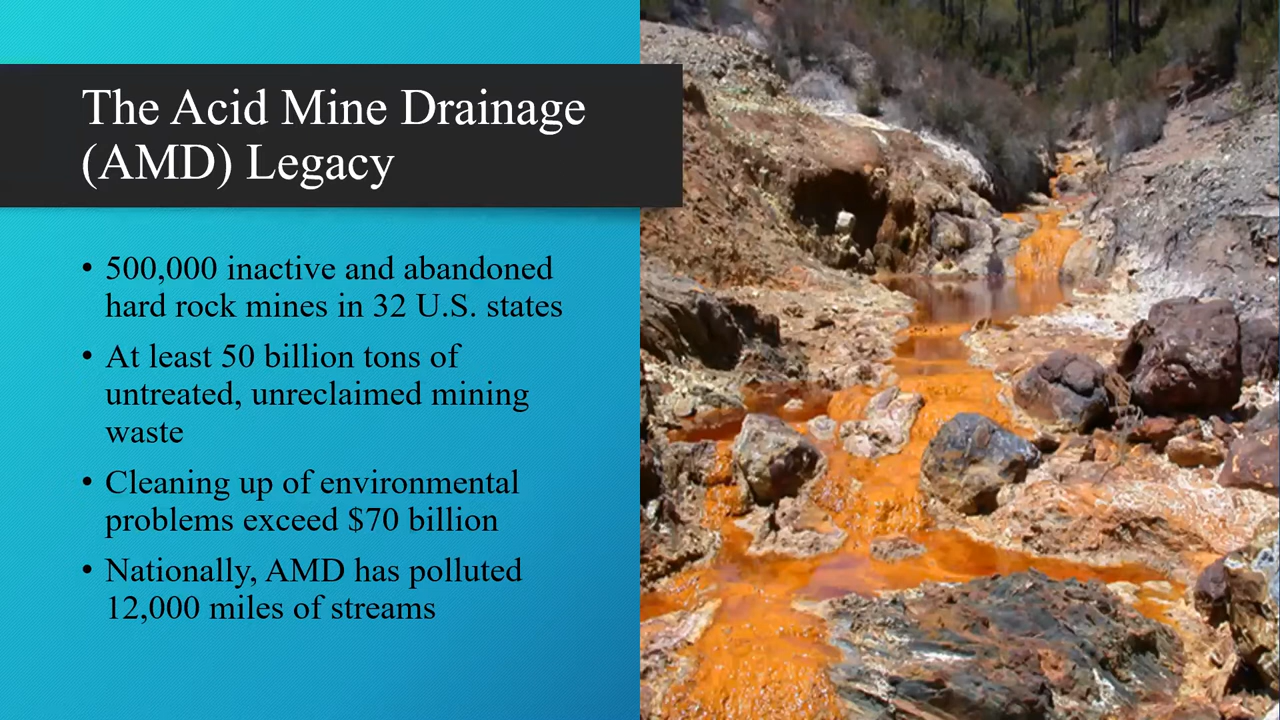 The Acid Mine Drainage
(AMD) Legacy
• 500,000 inactive and abandoned
hard rock mines in 32 U.S. states
• At least 50 billion tons of
untreated, unreclaimed mining
waste
• Cleaning up of environmental
problems exceed $70 billion
• Nationally, AMD has polluted
12,000 miles of streams